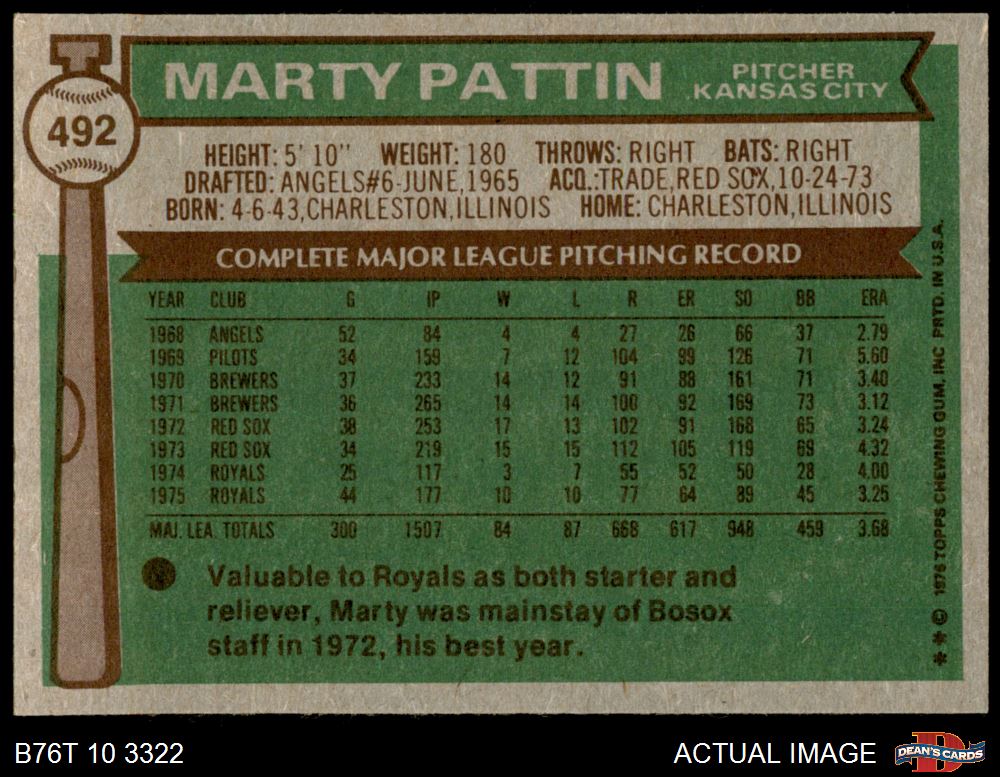 MARTY PATTIN
PITCHER
KANSAS CITY
492
HEIGHT: 5' 10" WEIGHT: 180 THROWS: RIGHT BATS: RIGHT
DRAFTED: ANGELS#6-JUNE,1965 ACQ.:TRADE,RED SOX,10-24-73
BORN: 4-6-43,CHARLESTON,ILLINOIS HOME: CHARLESTON,ILLINOIS
COMPLETE MAJOR LEAGUE PITCHING RECORD
YEAR CLUB G IP W L R ER SO BB ERA
1968 ANGELS 52 84 4 4 27 26 66 37 2.79
1969 PILOTS 34 159 7 12 104 99 126 71 5.60
1970 BREWERS 37 233 14 12 91 88 161 71 3.40
1971 BREWERS 36 265 14 14 100 92 169 73 3.12
1972 RED SOX 38 253 17 13 102 91 168 65 3.24
1973 RED SOX 34 219 15 15 112 105 119 69 4.32
1974 ROYALS 25 117 3 7 55 52 50 28 4.00
1975 ROYALS 44 177 10 10 77 64 89 45 3.25
MAJ. LEA. TOTALS 300 1507 84 87 668 617 948 459 3.68
Valuable to Royals as both starter and
reliever, Marty was mainstay of Bosox
staff in 1972, his best year.
** © 1976 TOPPS CHEWING GUM, INC PRTD. IN U.S.A.
B76T 10 3322
ACTUAL IMAGE
D
DEAN'S CARDS